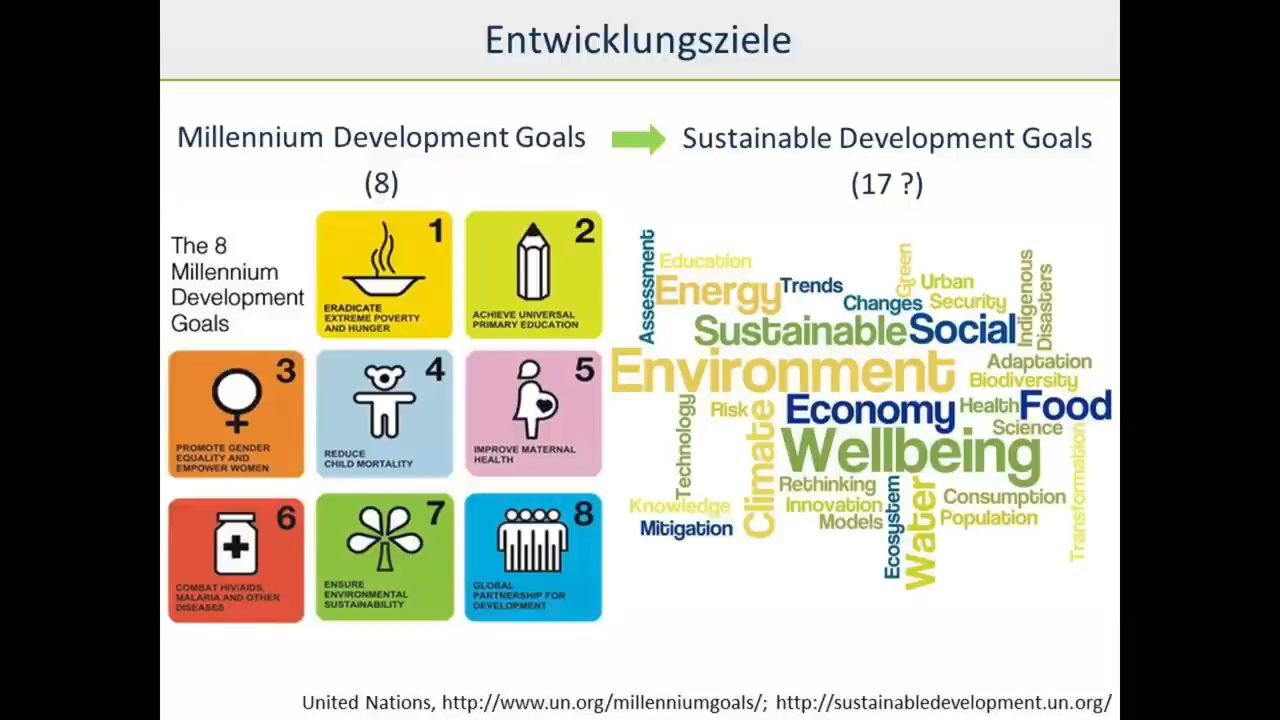 Entwicklungsziele
Millennium Development Goals
(8)
Sustainable Development Goals
(17 ?)
The 8
Millennium
Development
Goals
1
ERADICATE
EXTREME POVERTY
AND HUNGER
2
ACHIEVE UNIVERSAL
PRIMARY EDUCATION
3
PROMOTE GENDER
EQUALITY AND
EMPOWER WOMEN
4
REDUCE
CHILD MORTALITY
5
IMPROVE MATERNAL
HEALTH
6
COMBAT HIV/AIDS,
MALARIA AND OTHER
DISEASES
7
ENSURE
ENVIRONMENTAL
SUSTAINABILITY
8
GLOBAL
PARTNERSHIP FOR
DEVELOPMENT
Assessment
Education
Energy
Trends
Green
Urban
Changes
Security
Indigenous
Disasters
Sustainable
Social
Environment
Adaptation
Biodiversity
Technology
Risk
Climate
Economy
Health
Food
Science
Wellbeing
Transformation
Rethinking
Knowledge
Innovation
Ecosystem
Water
Consumption
Mitigation
Models
Population
United Nations, http://www.un.org/millenniumgoals/; http://sustainabledevelopment.un.org/